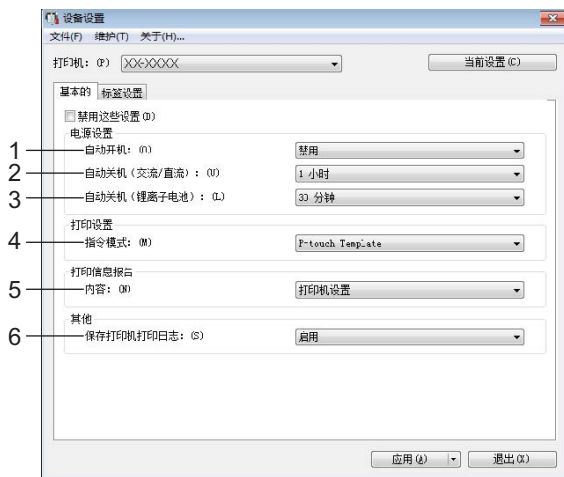 设备设置
文件(F) 维护(T) 关于(H)...
打印机: (P) XX-XXXX 当前设置(C)
基本的 标签设置
禁用这些设置(D)
电源设置
1 自动开机: (O) 禁用
2 自动关机(交流/直流): (U) 1 小时
3 自动关机(锂离子电池): (L) 30 分钟
打印设置
4 指令模式: (M) P-touch Template
打印信息报告
5 内容: (N) 打印机设置
其他
6 保存打印机打印日志: (S) 启用
应用(A) 退出(X)